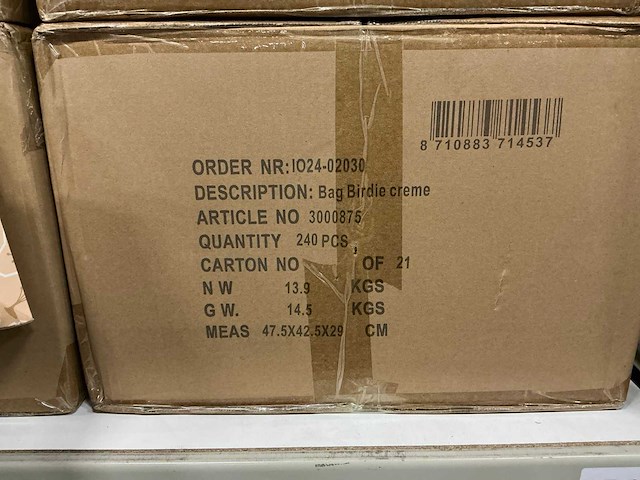 8 710883 714537
ORDER NR: IO24-02030
DESCRIPTION: Bag Birdie creme
ARTICLE NO 3000875
QUANTITY 240 PCS
CARTON NO OF 21
N W 13.9 KGS
G W. 14.5 KGS
MEAS 47.5X42.5X29 CM